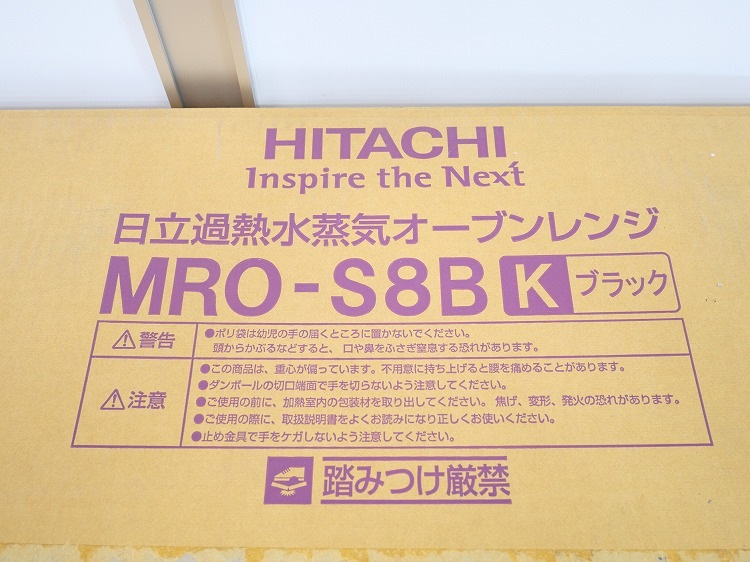 HITACHI
Inspire the Next
日立過熱水蒸気オーブンレンジ
MRO-S8B K ブラック
⚠警告
●ポリ袋は幼児の手の届くところに置かないでください。
頭からかぶるなどすると、口や鼻をふさぎ窒息する恐れがあります。
⚠注意
●この商品は、重心が偏っています。不用意に持ち上げると腰を痛めることがあります。
●ダンボールの切口端面で手を切らないよう注意してください。
●ご使用の前に、加熱室内の包装材を取り出してください。焦げ、変形、発火の恐れがあります。
●ご使用の際に、取扱説明書をよくお読みになり正しくお使いください。
●止め金具で手をケガしないよう注意してください。
踏みつけ厳禁